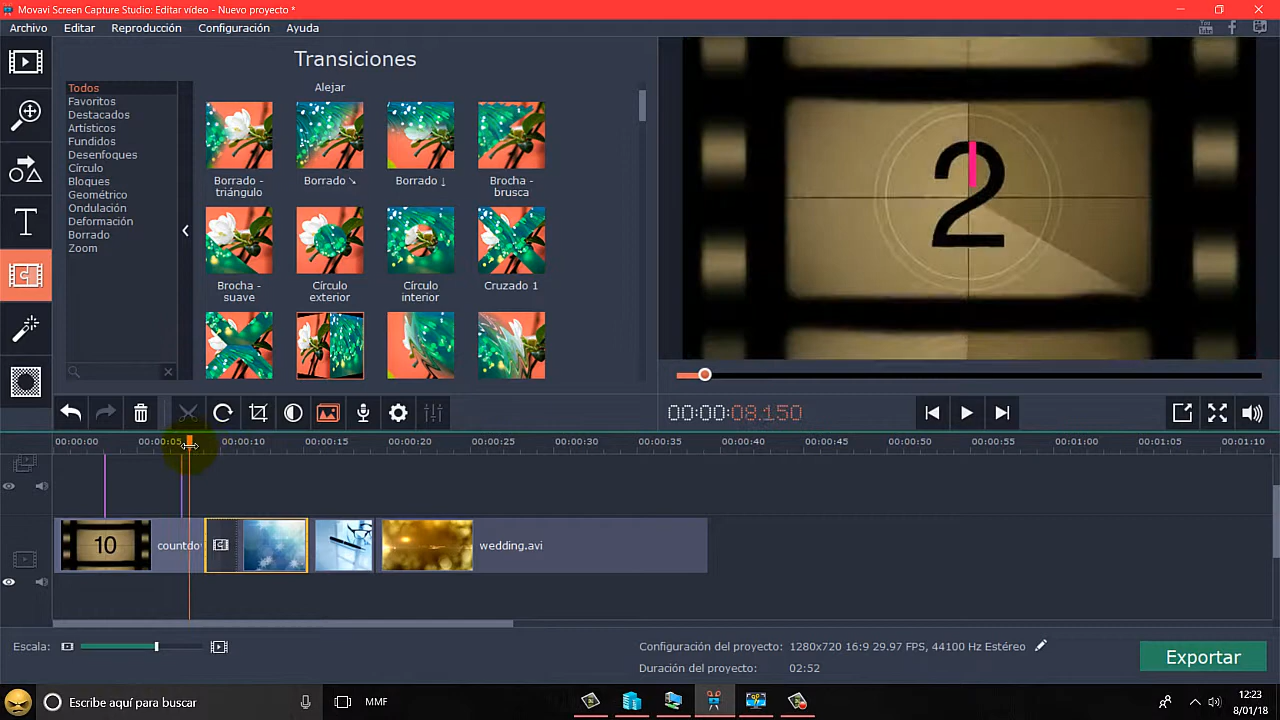 Movavi Screen Capture Studio: Editar vídeo - Nuevo proyecto *
Archivo Editar Reproducción Configuración Ayuda
You Tube
Transiciones
Todos
Favoritos
Destacados
Artísticos
Fundidos
Desenfoques
Círculo
Bloques
Geométrico
Ondulación
Deformación
Borrado
Zoom
Alejar
Borrado - triángulo
Borrado ↘
Borrado ↓
Brocha - brusca
Brocha - suave
Círculo exterior
Círculo interior
Cruzado 1
2
00:00:08.150
00:00:00 00:00:05 00:00:10 00:00:15 00:00:20 00:00:25 00:00:30 00:00:35 00:00:40 00:00:45 00:00:50 00:00:55 00:01:00 00:01:05 00:01:10
10 countdo wedding.avi
Escala:
Configuración del proyecto: 1280x720 16:9 29.97 FPS, 44100 Hz Estéreo
Duración del proyecto: 02:52
Exportar
Escribe aquí para buscar
MMF
12:23
8/01/18